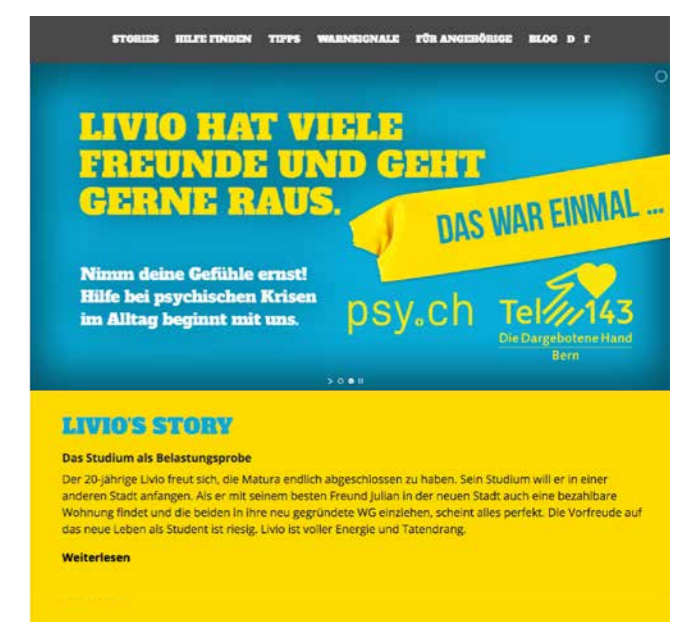 STORIES HILFE FINDEN TIPPS WARNSIGNALE FÜR ANGEHÖRIGE BLOG D F
LIVIO HAT VIELE
FREUNDE UND GEHT
GERNE RAUS.
DAS WAR EINMAL ...
Nimm deine Gefühle ernst!
Hilfe bei psychischen Krisen
im Alltag beginnt mit uns.
psy.ch
Tel 143
Die Dargebotene Hand
Bern
LIVIO'S STORY
Das Studium als Belastungsprobe
Der 20-jährige Livio freut sich, die Matura endlich abgeschlossen zu haben. Sein Studium will er in einer
anderen Stadt anfangen. Als er mit seinem besten Freund Julian in der neuen Stadt auch eine bezahlbare
Wohnung findet und die beiden in ihre neu gegründete WG einziehen, scheint alles perfekt. Die Vorfreude auf
das neue Leben als Student ist riesig. Livio ist voller Energie und Tatendrang.
Weiterlesen